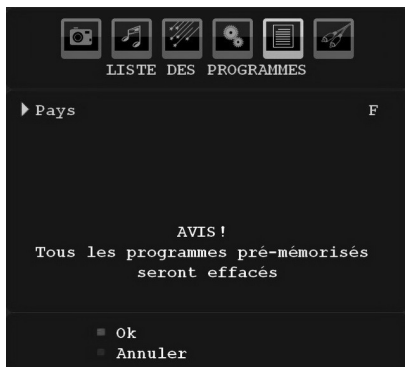 LISTE DES PROGRAMMES
Pays F
AVIS!
Tous les programmes pré-mémorisés
seront effacés
Ok
Annuler